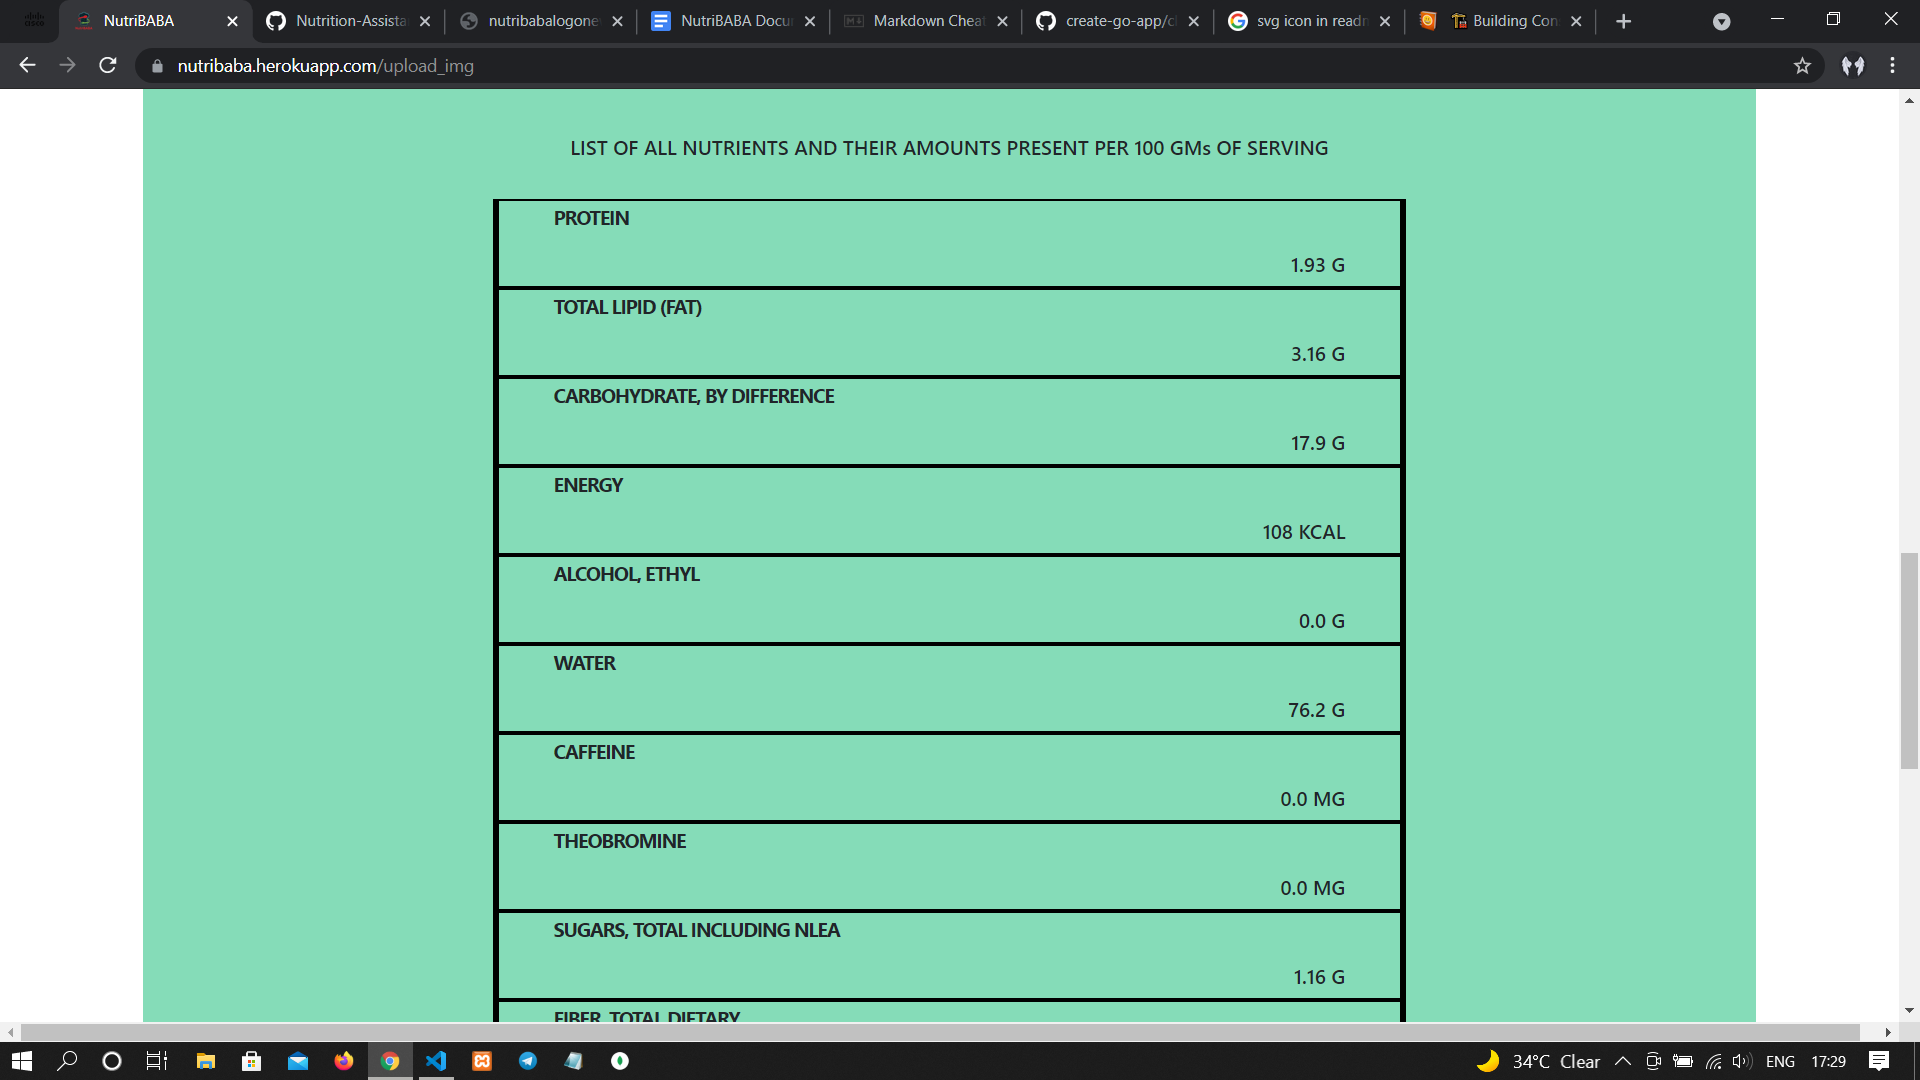 NutriBABA
Nutrition-Assista
nutribabalogone
NutriBABA Docu
Markdown Cheat
create-go-app/cl
svg icon in readm
Building Con
nutribaba.herokuapp.com/upload_img
LIST OF ALL NUTRIENTS AND THEIR AMOUNTS PRESENT PER 100 GMs OF SERVING
PROTEIN
1.93 G
TOTAL LIPID (FAT)
3.16 G
CARBOHYDRATE, BY DIFFERENCE
17.9 G
ENERGY
108 KCAL
ALCOHOL, ETHYL
0.0 G
WATER
76.2 G
CAFFEINE
0.0 MG
THEOBROMINE
0.0 MG
SUGARS, TOTAL INCLUDING NLEA
1.16 G
FIBER, TOTAL DIETARY
34°C Clear
ENG
17:29